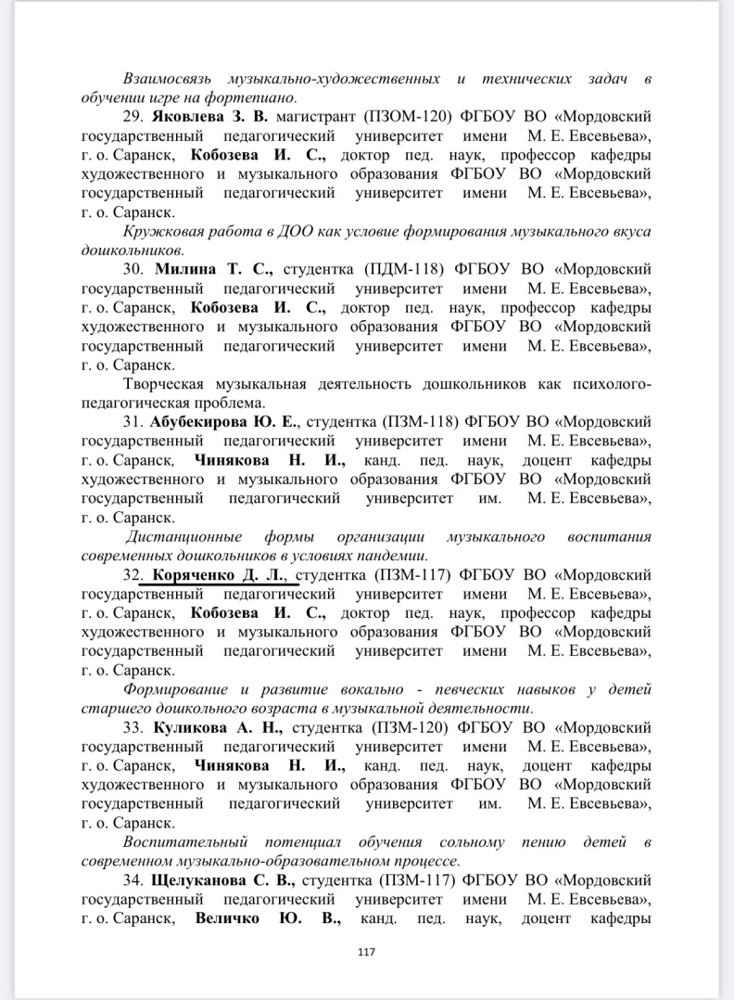 Взаимосвязь музыкально-художественных и технических задач в
обучении игре на фортепиано.
29. Яковлева З. В. магистрант (ПЗОМ-120) ФГБОУ ВО «Мордовский
государственный педагогический университет имени М. Е. Евсевьева»,
г. о. Саранск, Кобозева И. С., доктор пед. наук, профессор кафедры
художественного и музыкального образования ФГБОУ ВО «Мордовский
государственный педагогический университет имени М. Е. Евсевьева»,
г. о. Саранск.
Кружковая работа в ДОО как условие формирования музыкального вкуса
дошкольников.
30. Милина Т. С., студентка (ПДМ-118) ФГБОУ ВО «Мордовский
государственный педагогический университет имени М. Е. Евсевьева»,
г. о. Саранск, Кобозева И. С., доктор пед. наук, профессор кафедры
художественного и музыкального образования ФГБОУ ВО «Мордовский
государственный педагогический университет имени М. Е. Евсевьева»,
г. о. Саранск.
Творческая музыкальная деятельность дошкольников как психолого-
педагогическая проблема.
31. Абубекирова Ю. Е., студентка (ПЗМ-118) ФГБОУ ВО «Мордовский
государственный педагогический университет имени М. Е. Евсевьева»,
г. о. Саранск, Чинякова Н. И., канд. пед. наук, доцент кафедры
художественного и музыкального образования ФГБОУ ВО «Мордовский
государственный педагогический университет им. М. Е. Евсевьева»,
г. о. Саранск.
Дистанционные формы организации музыкального воспитания
современных дошкольников в условиях пандемии.
32. Коряченко Д. Л., студентка (ПЗМ-117) ФГБОУ ВО «Мордовский
государственный педагогический университет имени М. Е. Евсевьева»,
г. о. Саранск, Кобозева И. С., доктор пед. наук, профессор кафедры
художественного и музыкального образования ФГБОУ ВО «Мордовский
государственный педагогический университет имени М. Е. Евсевьева»,
г. о. Саранск.
Формирование и развитие вокально - певческих навыков у детей
старшего дошкольного возраста в музыкальной деятельности.
33. Куликова А. Н., студентка (ПЗМ-120) ФГБОУ ВО «Мордовский
государственный педагогический университет имени М. Е. Евсевьева»,
г. о. Саранск, Чинякова Н. И., канд. пед. наук, доцент кафедры
художественного и музыкального образования ФГБОУ ВО «Мордовский
государственный педагогический университет им. М. Е. Евсевьева»,
г. о. Саранск.
Воспитательный потенциал обучения сольному пению детей в
современном музыкально-образовательном процессе.
34. Щелуканова С. В., студентка (ПЗМ-117) ФГБОУ ВО «Мордовский
государственный педагогический университет имени М. Е. Евсевьева»,
г. о. Саранск, Величко Ю. В., канд. пед. наук, доцент кафедры
117